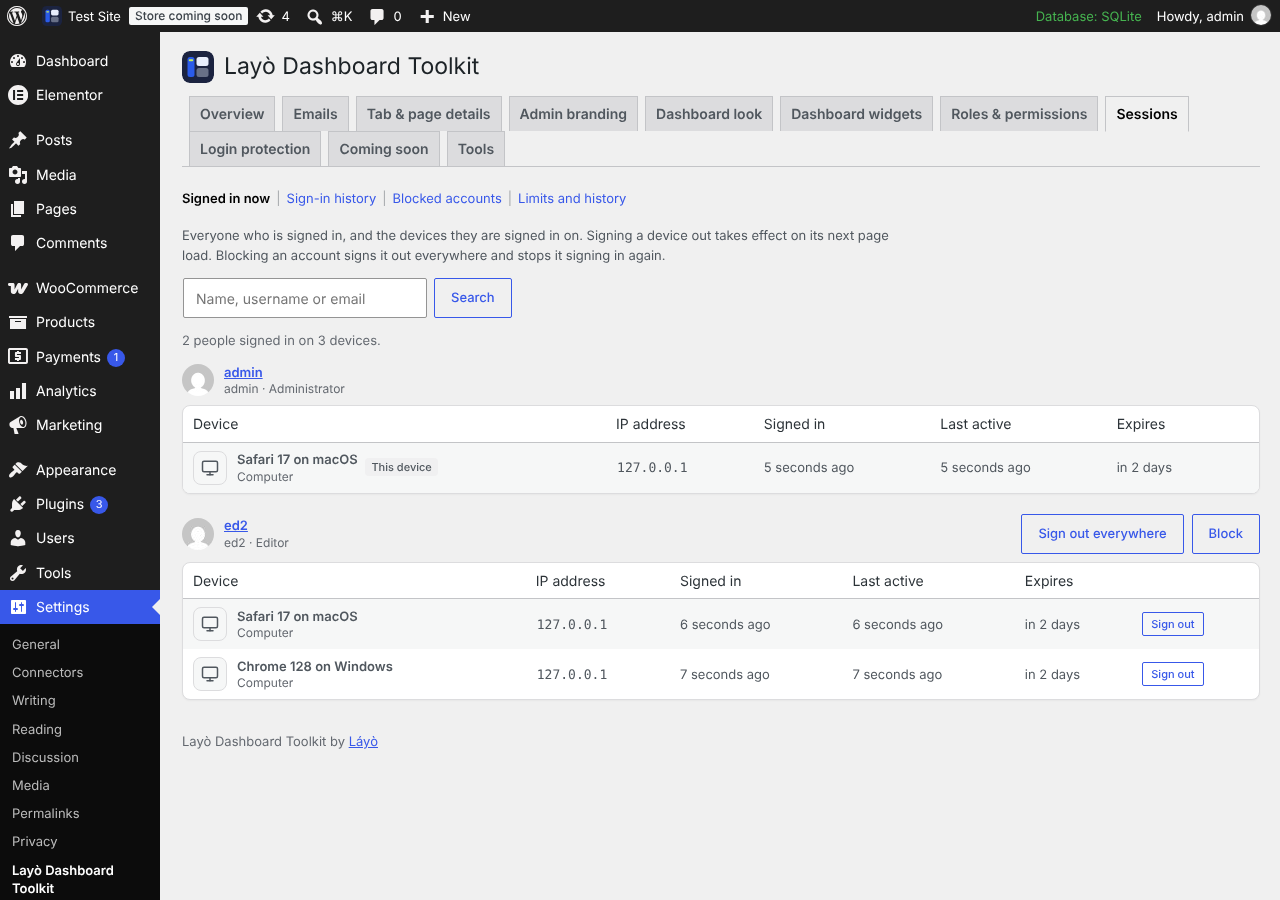 Test Site Store coming soon 4 ⌘K 0 New Database: SQLite Howdy, admin
Dashboard
Elementor
Posts
Media
Pages
Comments
WooCommerce
Products
Payments 1
Analytics
Marketing
Appearance
Plugins 3
Users
Tools
Settings
General
Connectors
Writing
Reading
Discussion
Media
Permalinks
Privacy
Layò Dashboard
Toolkit
Layò Dashboard Toolkit
Overview Emails Tab & page details Admin branding Dashboard look Dashboard widgets Roles & permissions Sessions
Login protection Coming soon Tools
Signed in now | Sign-in history | Blocked accounts | Limits and history
Everyone who is signed in, and the devices they are signed in on. Signing a device out takes effect on its next page
load. Blocking an account signs it out everywhere and stops it signing in again.
Name, username or email Search
2 people signed in on 3 devices.
admin
admin · Administrator
Device IP address Signed in Last active Expires
Safari 17 on macOS This device 127.0.0.1 5 seconds ago 5 seconds ago in 2 days
Computer
ed2 Sign out everywhere Block
ed2 · Editor
Device IP address Signed in Last active Expires
Safari 17 on macOS 127.0.0.1 6 seconds ago 6 seconds ago in 2 days Sign out
Computer
Chrome 128 on Windows 127.0.0.1 7 seconds ago 7 seconds ago in 2 days Sign out
Computer
Layò Dashboard Toolkit by Láyò